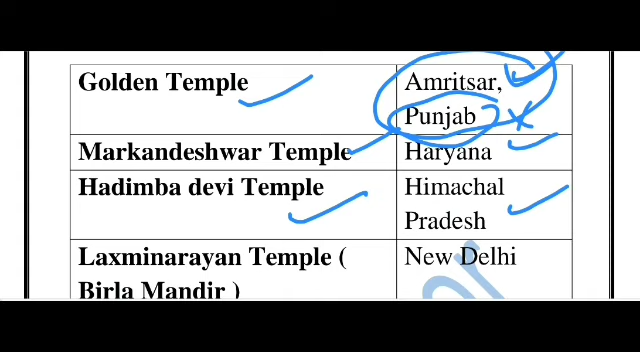 Golden Temple Amritsar,
Punjab
Markandeshwar Temple Haryana
Hadimba devi Temple Himachal
Pradesh
Laxminarayan Temple ( New Delhi
Birla Mandir )